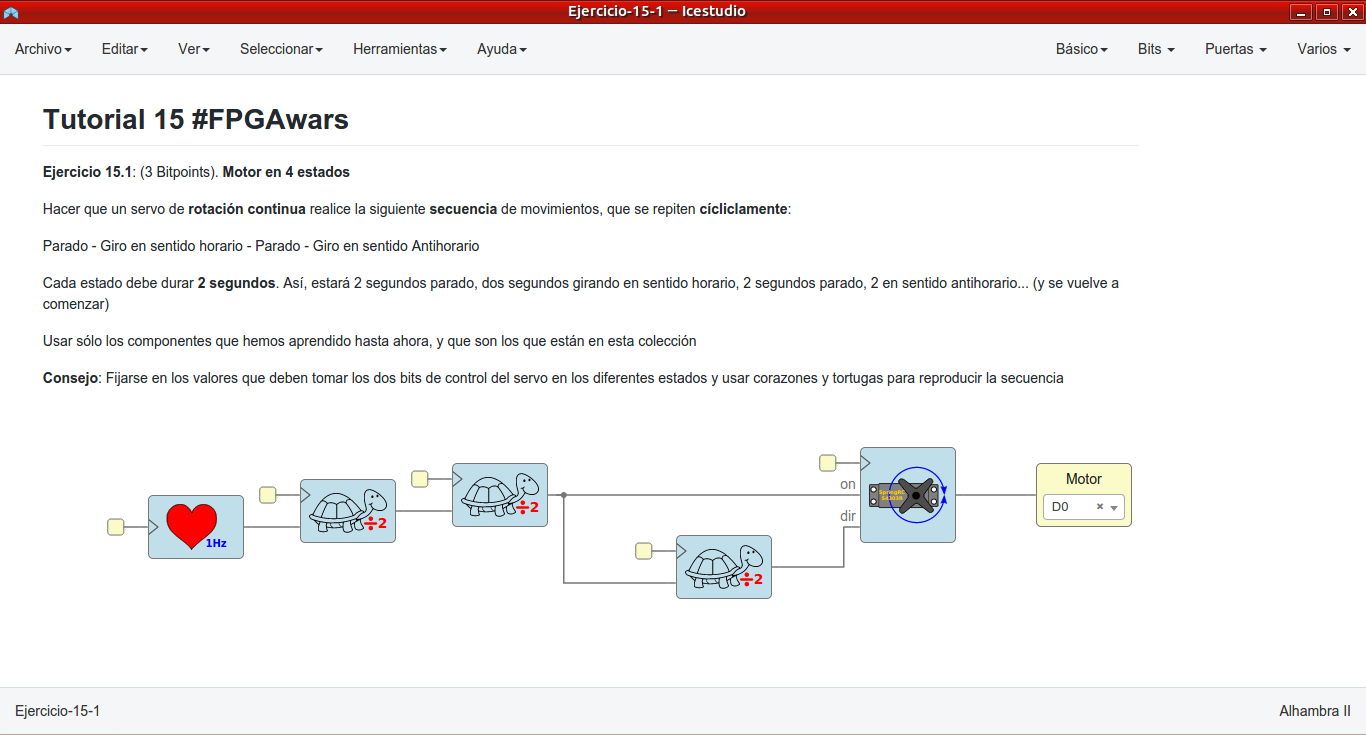 Ejercicio-15-1 — Icestudio
Archivo Editar Ver Seleccionar Herramientas Ayuda Básico Bits Puertas Varios
Tutorial 15 #FPGAwars
Ejercicio 15.1: (3 Bitpoints). Motor en 4 estados
Hacer que un servo de rotación continua realice la siguiente secuencia de movimientos, que se repiten cícliclamente:
Parado - Giro en sentido horario - Parado - Giro en sentido Antihorario
Cada estado debe durar 2 segundos. Así, estará 2 segundos parado, dos segundos girando en sentido horario, 2 segundos parado, 2 en sentido antihorario... (y se vuelve a
comenzar)
Usar sólo los componentes que hemos aprendido hasta ahora, y que son los que están en esta colección
Consejo: Fijarse en los valores que deben tomar los dos bits de control del servo en los diferentes estados y usar corazones y tortugas para reproducir la secuencia
1Hz
÷2
÷2
÷2
on
dir
Motor
D0
Ejercicio-15-1
Alhambra II